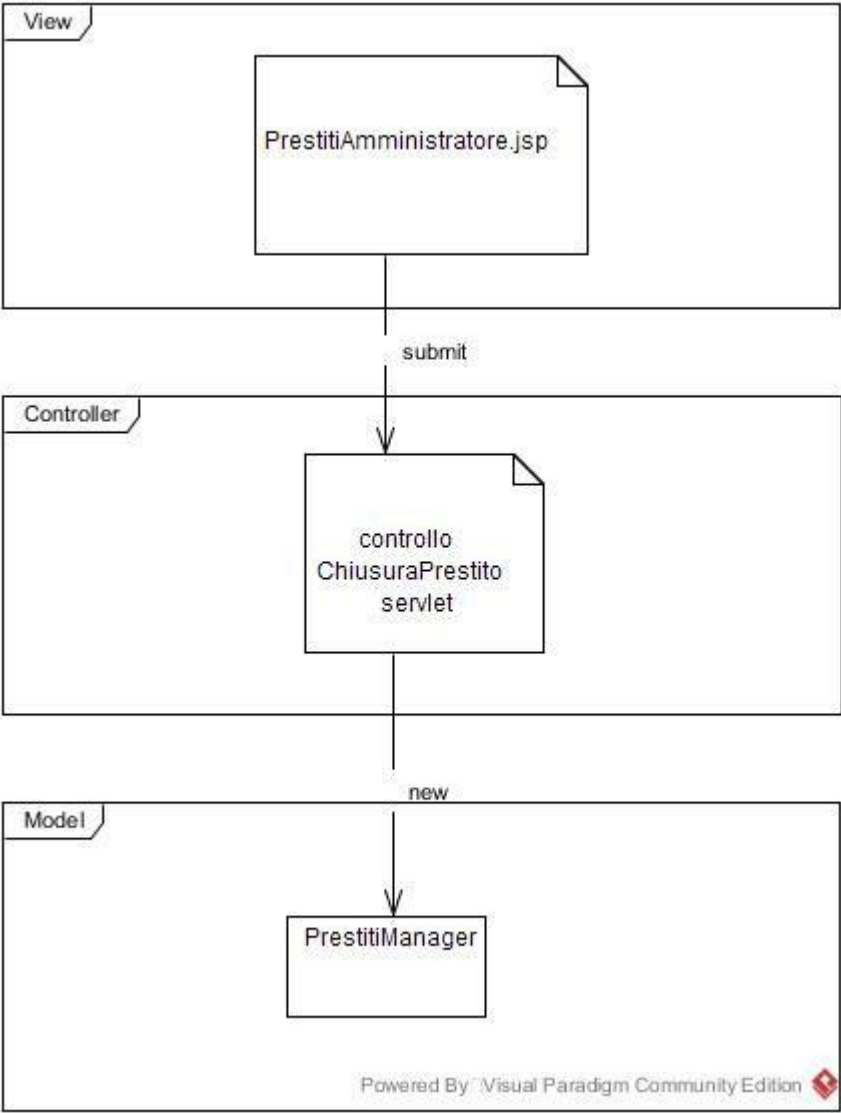 View
PrestitiAmministratore.jsp
submit
Controller
controllo
ChiusuraPrestito
servlet
new
Model
PrestitiManager
Powered By Visual Paradigm Community Edition